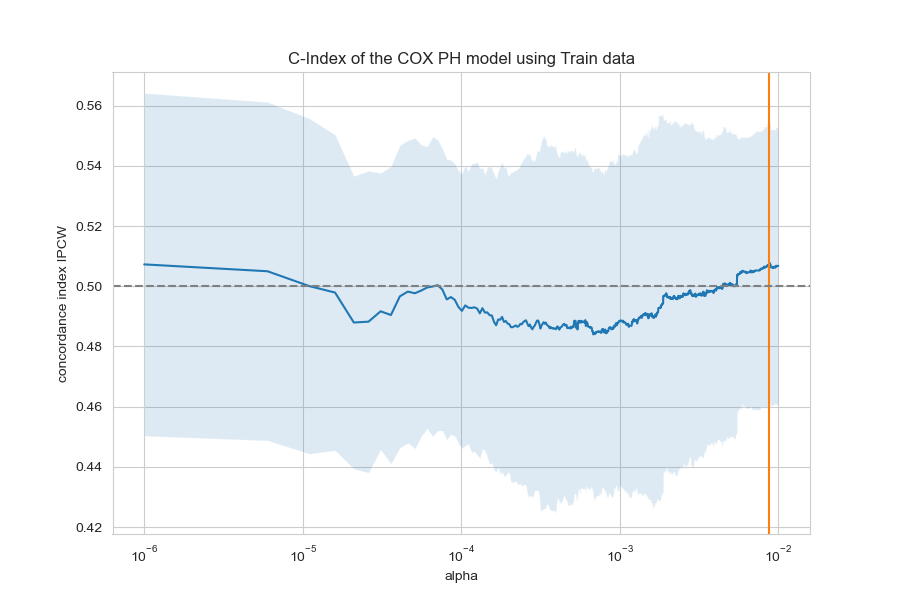 C-Index of the COX PH model using Train data
concordance index IPCW
0.56
0.54
0.52
0.50
0.48
0.46
0.44
0.42
10⁻⁶ 10⁻⁵ 10⁻⁴ 10⁻³ 10⁻²
alpha